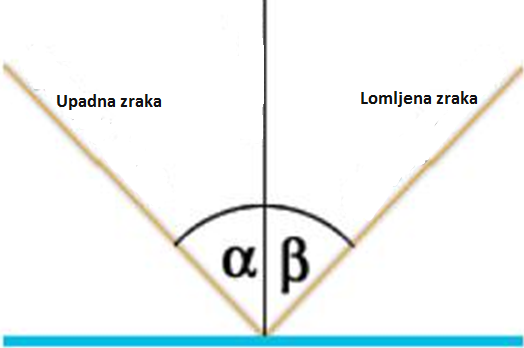 Upadna zraka
Lomljena zraka
α β